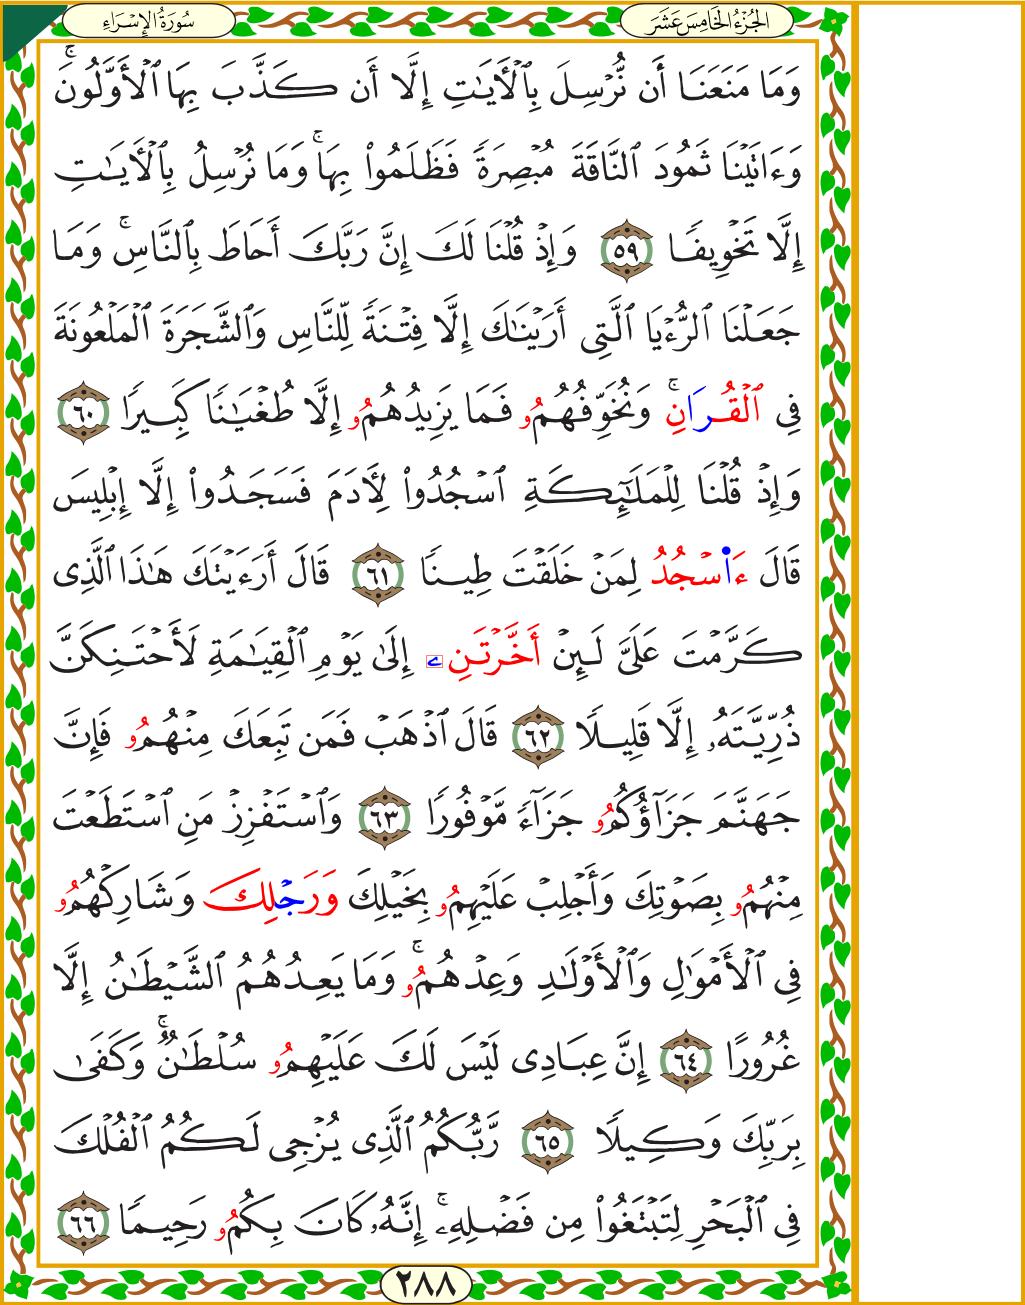 سُورَةُ الإِسْرَاءِ
الجُزْءُ الخَامِسَ عَشَرَ
وَمَا مَنَعَنَا أَن نُّرْسِلَ بِٱلْأَيَـٰتِ إِلَّا أَن كَذَّبَ بِهَا ٱلْأَوَّلُونَ ۚ
وَءَاتَيْنَا ثَمُودَ ٱلنَّاقَةَ مُبْصِرَةً فَظَلَمُواْ بِهَا ۚ وَمَا نُرْسِلُ بِٱلْأَيَـٰتِ
إِلَّا تَخْوِيفًا ٥٩ وَإِذْ قُلْنَا لَكَ إِنَّ رَبَّكَ أَحَاطَ بِٱلنَّاسِ ۚ وَمَا
جَعَلْنَا ٱلرُّءْيَا ٱلَّتِى أَرَيْنَـٰكَ إِلَّا فِتْنَةً لِّلنَّاسِ وَٱلشَّجَرَةَ ٱلْمَلْعُونَةَ
فِى ٱلْقُرَانِ ۚ وَنُخَوِّفُهُمُو فَمَا يَزِيدُهُمُو إِلَّا طُغْيَـٰنًا كَبِيرًا ٦٠
وَإِذْ قُلْنَا لِلْمَلَـٰٓئِكَةِ ٱسْجُدُواْ لِأَدَمَ فَسَجَدُواْ إِلَّا إِبْلِيسَ
قَالَ ءَاسْجُدُ لِمَنْ خَلَقْتَ طِينًا ٦١ قَالَ أَرَءَيْتَكَ هَـٰذَا ٱلَّذِى
كَرَّمْتَ عَلَىَّ لَئِنْ أَخَّرْتَنِۦ إِلَىٰ يَوْمِ ٱلْقِيَـٰمَةِ لَأَحْتَنِكَنَّ
ذُرِّيَّتَهُۥ إِلَّا قَلِيلًا ٦٢ قَالَ ٱذْهَبْ فَمَن تَبِعَكَ مِنْهُمُو فَإِنَّ
جَهَنَّمَ جَزَآؤُكُمُو جَزَآءً مَّوْفُورًا ٦٣ وَٱسْتَفْزِزْ مَنِ ٱسْتَطَعْتَ
مِنْهُمُو بِصَوْتِكَ وَأَجْلِبْ عَلَيْهِمُو بِخَيْلِكَ وَرَجْلِكَ وَشَارِكْهُمُو
فِى ٱلْأَمْوَٰلِ وَٱلْأَوْلَـٰدِ وَعِدْهُمُو ۚ وَمَا يَعِدُهُمُ ٱلشَّيْطَـٰنُ إِلَّا
غُرُورًا ٦٤ إِنَّ عِبَادِى لَيْسَ لَكَ عَلَيْهِمُو سُلْطَـٰنٌ ۚ وَكَفَىٰ
بِرَبِّكَ وَكِيلًا ٦٥ رَّبُّكُمُ ٱلَّذِى يُزْجِى لَكُمُ ٱلْفُلْكَ
فِى ٱلْبَحْرِ لِتَبْتَغُواْ مِن فَضْلِهِۦ ۚ إِنَّهُۥ كَانَ بِكُمُو رَحِيمًا ٦٦
٢٨٨